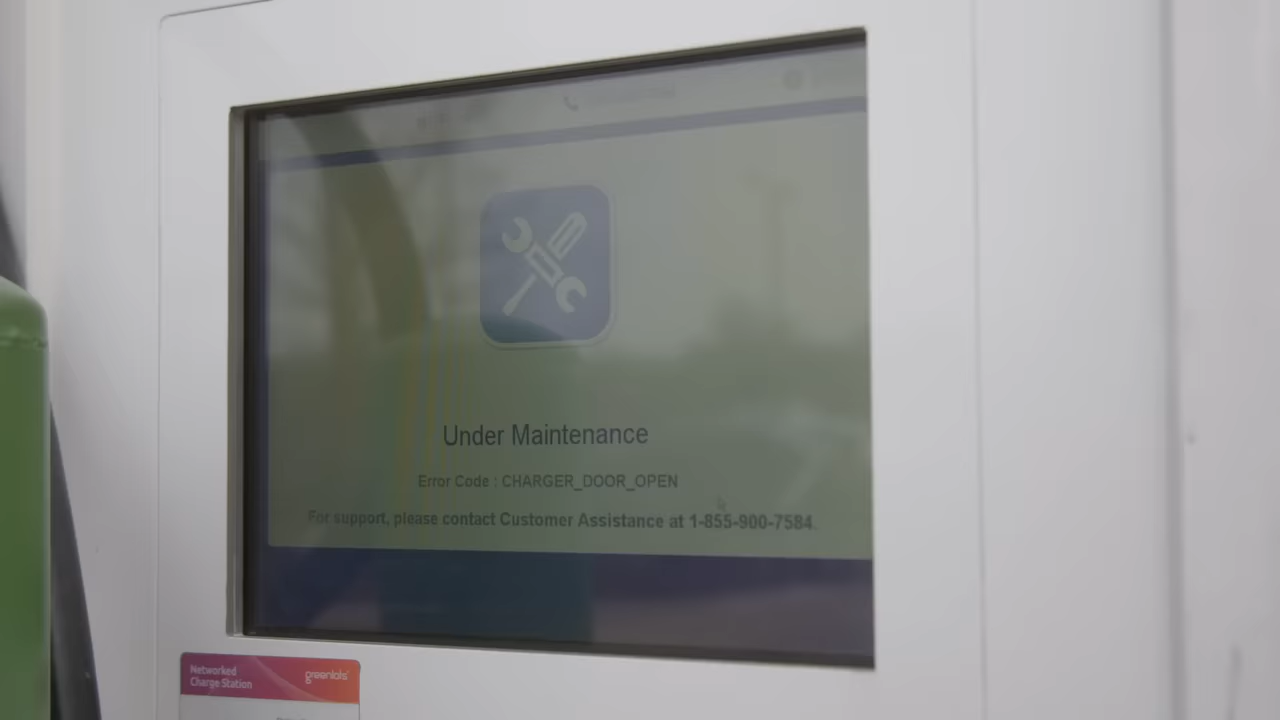 Under Maintenance
Error Code : CHARGER_DOOR_OPEN
For support, please contact Customer Assistance at 1-855-900-7584.
Networked
Charge Station
greenlots